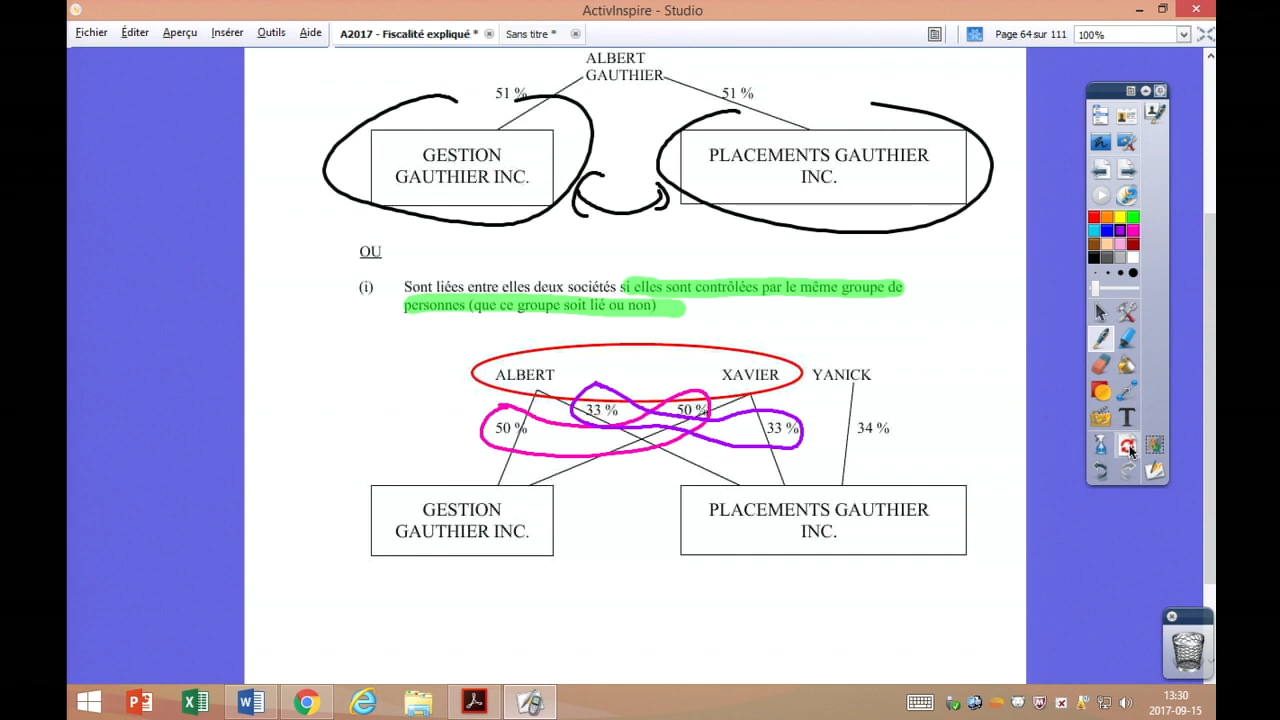 ActivInspire - Studio
Fichier Éditer Aperçu Insérer Outils Aide
A2017 - Fiscalité expliqué * Sans titre *
Page 64 sur 111 100%
ALBERT
GAUTHIER
51 % 51 %
GESTION
GAUTHIER INC.
PLACEMENTS GAUTHIER
INC.
OU
(i) Sont liées entre elles deux sociétés si elles sont contrôlées par le même groupe de
personnes (que ce groupe soit lié ou non)
ALBERT XAVIER YANICK
33 % 50 %
50 % 33 % 34 %
GESTION
GAUTHIER INC.
PLACEMENTS GAUTHIER
INC.
13:30
2017-09-15